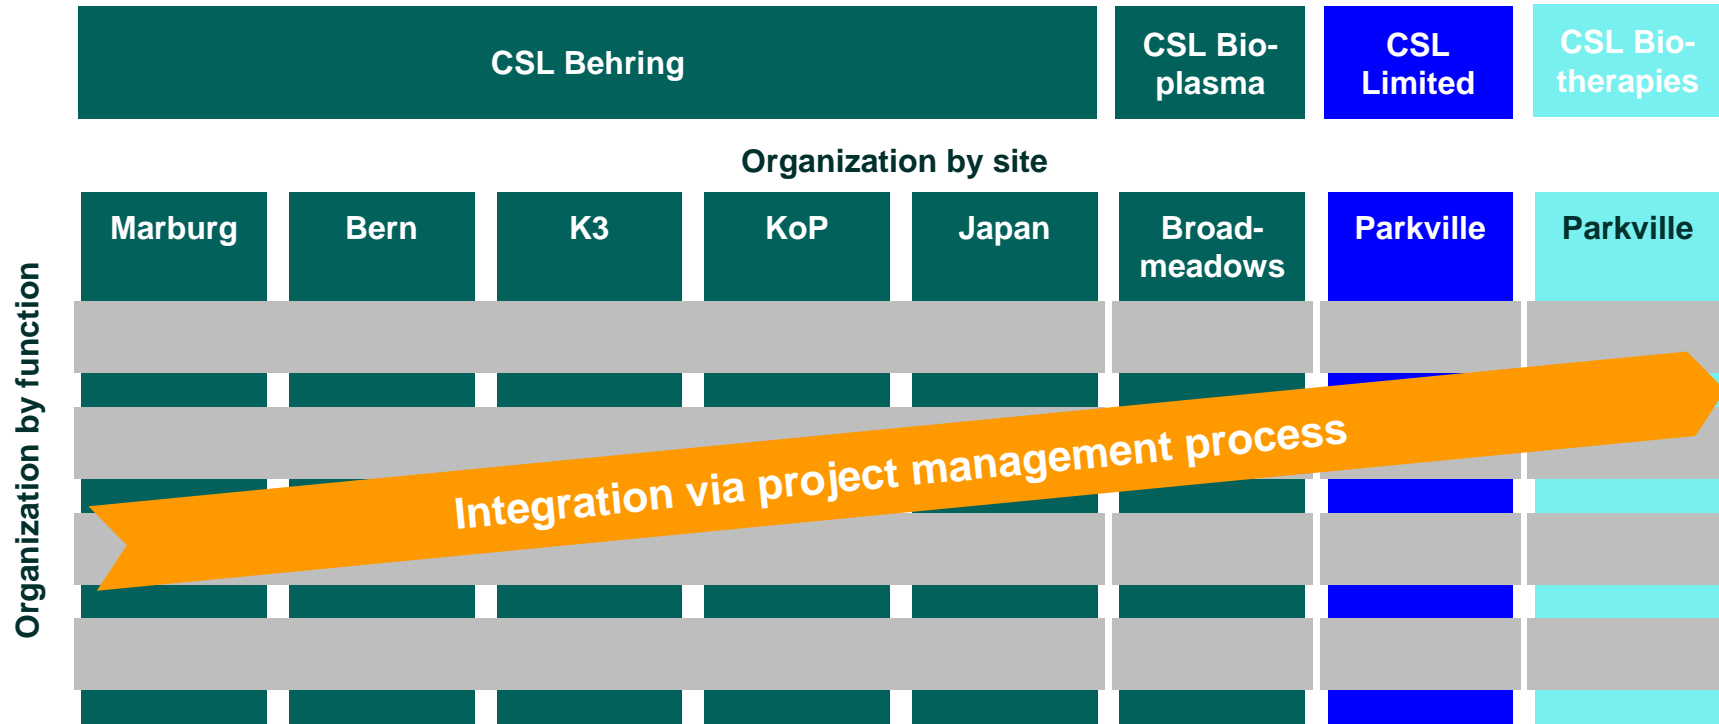 CSL Behring
CSL Bio-
plasma
CSL
Limited
CSL Bio-
therapies
Organization by site
Marburg
Bern
K3
KoP
Japan
Broad-
meadows
Parkville
Parkville
Organization by function
Integration via project management process